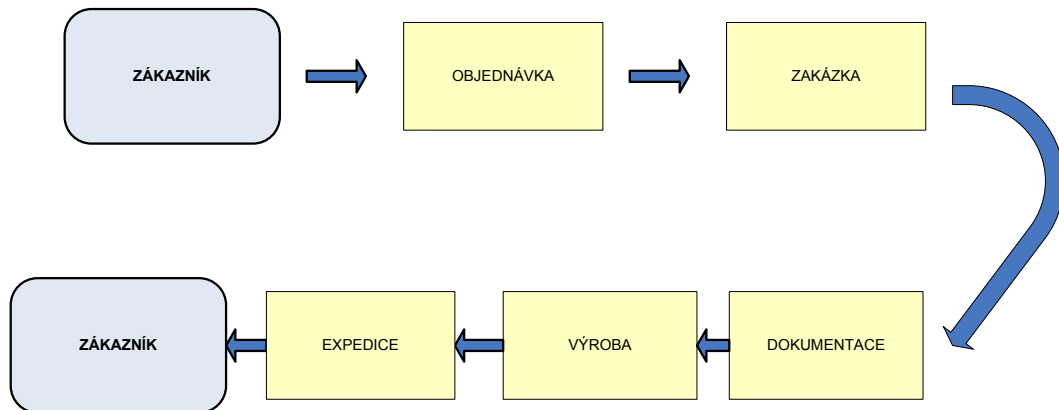 ZÁKAZNÍK
OBJEDNÁVKA
ZAKÁZKA
ZÁKAZNÍK
EXPEDICE
VÝROBA
DOKUMENTACE